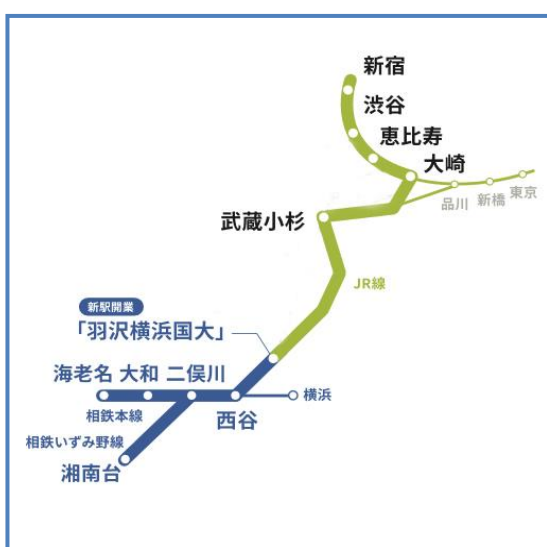 新宿
渋谷
恵比寿
大崎
品川
新橋
東京
武蔵小杉
JR線
新駅開業
「羽沢横浜国大」
海老名 大和 二俣川
横浜
相鉄本線
西谷
相鉄いずみ野線
湘南台